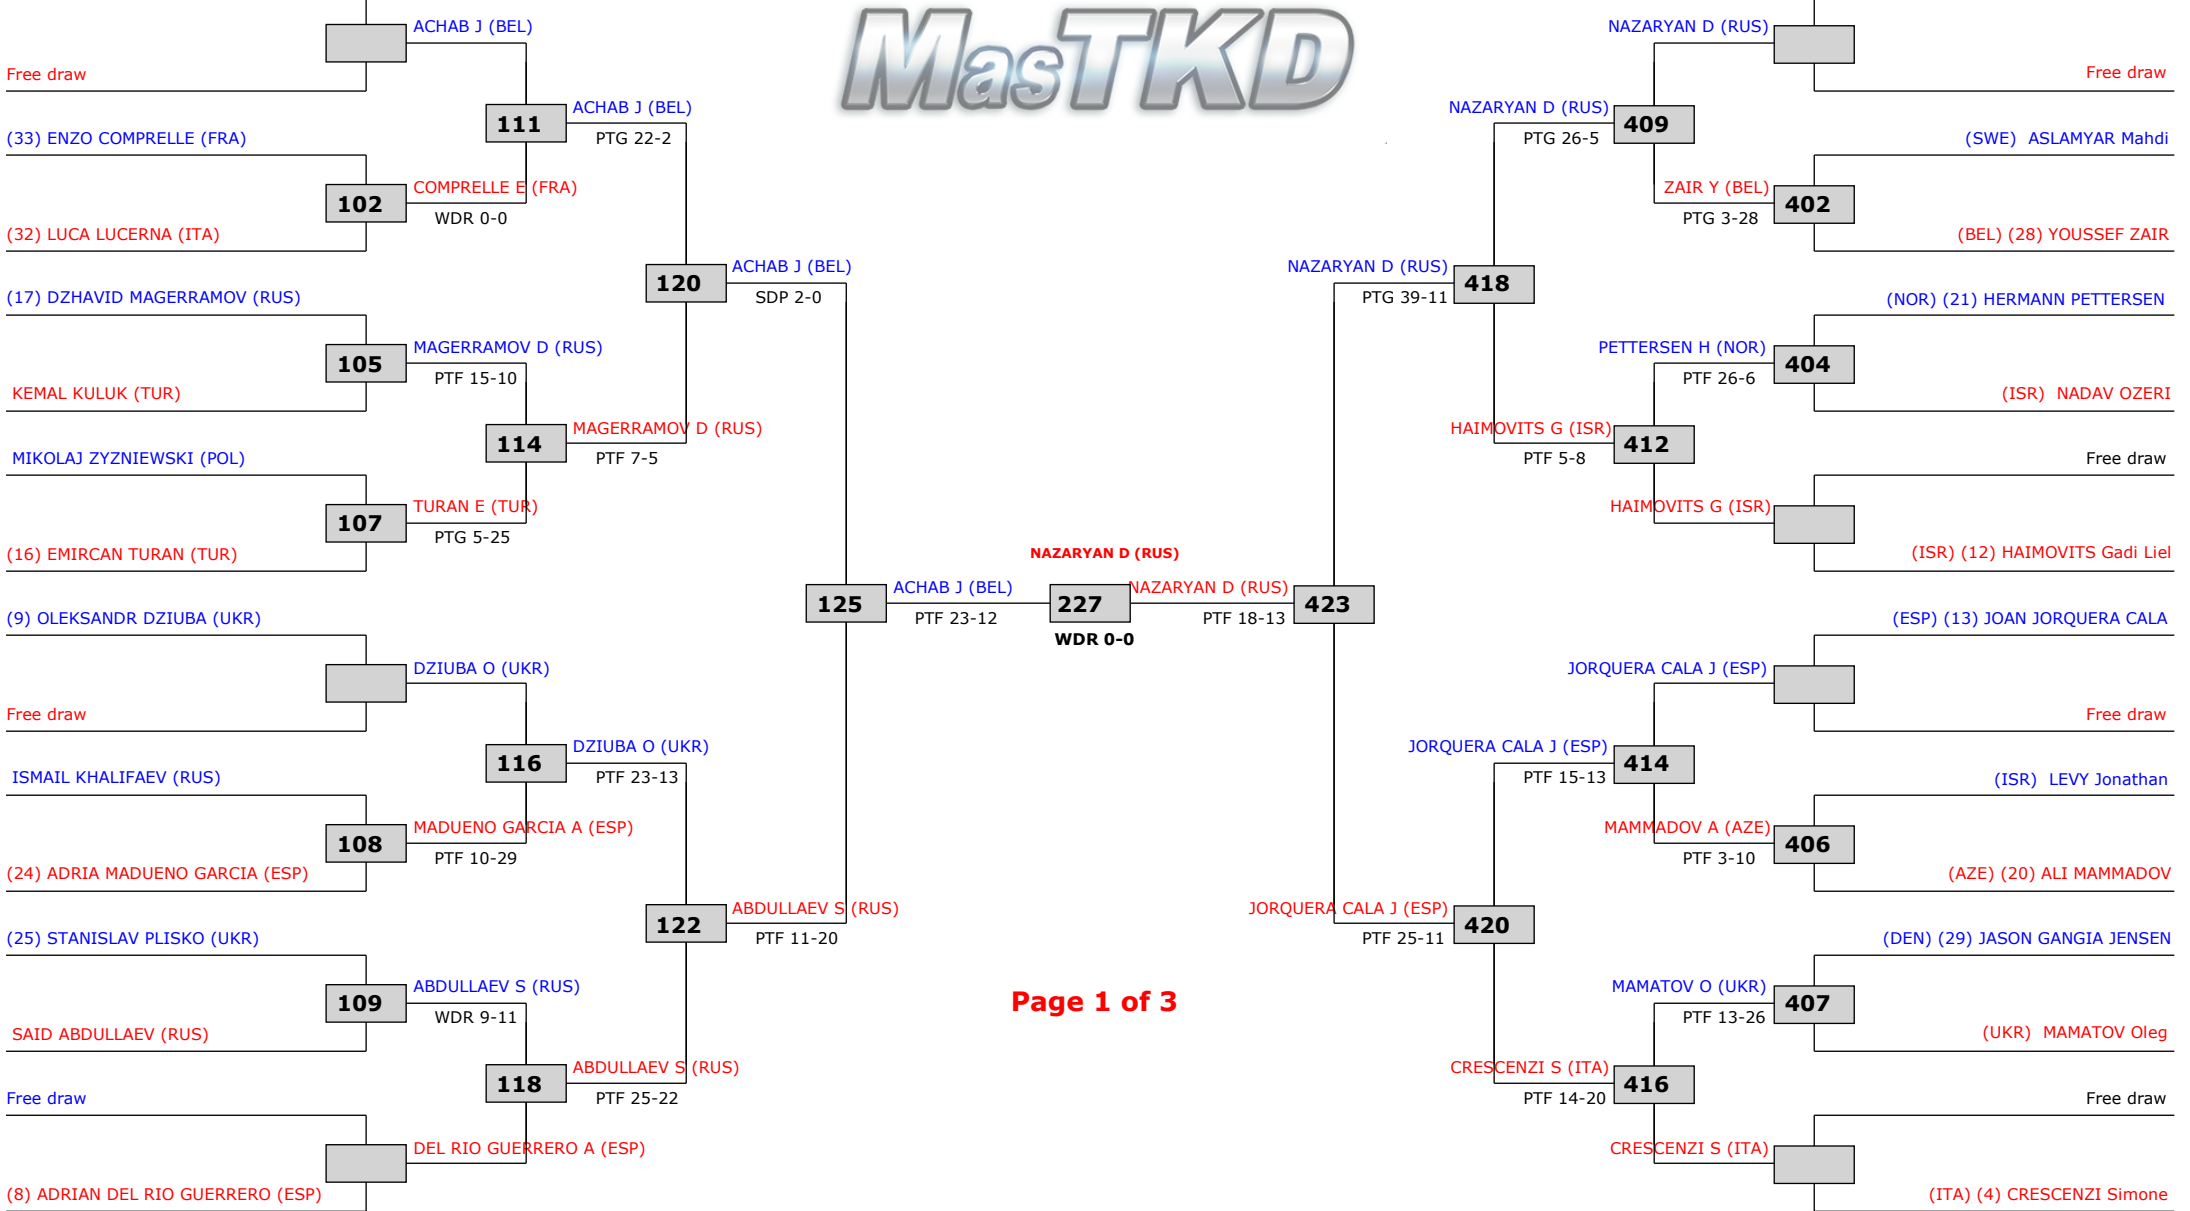 MasTKD
ACHAB J (BEL)
Free draw
111
ACHAB J (BEL)
PTG 22-2
(33) ENZO COMPRELLE (FRA)
102
COMPRELLE E (FRA)
WDR 0-0
(32) LUCA LUCERNA (ITA)
120
ACHAB J (BEL)
SDP 2-0
(17) DZHAVID MAGERRAMOV (RUS)
105
MAGERRAMOV D (RUS)
PTF 15-10
KEMAL KULUK (TUR)
114
MAGERRAMOV D (RUS)
PTF 7-5
MIKOLAJ ZYZNIEWSKI (POL)
107
TURAN E (TUR)
PTG 5-25
(16) EMIRCAN TURAN (TUR)
125
ACHAB J (BEL)
PTF 23-12
(9) OLEKSANDR DZIUBA (UKR)
DZIUBA O (UKR)
Free draw
116
DZIUBA O (UKR)
PTF 23-13
ISMAIL KHALIFAEV (RUS)
108
MADUENO GARCIA A (ESP)
PTF 10-29
(24) ADRIA MADUENO GARCIA (ESP)
122
ABDULLAEV S (RUS)
PTF 11-20
(25) STANISLAV PLISKO (UKR)
109
ABDULLAEV S (RUS)
WDR 9-11
SAID ABDULLAEV (RUS)
118
ABDULLAEV S (RUS)
PTF 25-22
Free draw
DEL RIO GUERRERO A (ESP)
(8) ADRIAN DEL RIO GUERRERO (ESP)
NAZARYAN D (RUS)
227
WDR 0-0
Page 1 of 3
NAZARYAN D (RUS)
Free draw
NAZARYAN D (RUS)
409
PTG 26-5
(SWE) ASLAMYAR Mahdi
ZAIR Y (BEL)
402
PTG 3-28
(BEL) (28) YOUSSEF ZAIR
NAZARYAN D (RUS)
418
PTG 39-11
(NOR) (21) HERMANN PETTERSEN
PETTERSEN H (NOR)
404
PTF 26-6
(ISR) NADAV OZERI
HAIMOVITS G (ISR)
412
PTF 5-8
Free draw
HAIMOVITS G (ISR)
(ISR) (12) HAIMOVITS Gadi Liel
NAZARYAN D (RUS)
423
PTF 18-13
(ESP) (13) JOAN JORQUERA CALA
JORQUERA CALA J (ESP)
Free draw
JORQUERA CALA J (ESP)
414
PTF 15-13
(ISR) LEVY Jonathan
MAMMADOV A (AZE)
406
PTF 3-10
(AZE) (20) ALI MAMMADOV
JORQUERA CALA J (ESP)
420
PTF 25-11
(DEN) (29) JASON GANGIA JENSEN
MAMATOV O (UKR)
407
PTF 13-26
(UKR) MAMATOV Oleg
CRESCENZI S (ITA)
416
PTF 14-20
Free draw
CRESCENZI S (ITA)
(ITA) (4) CRESCENZI Simone